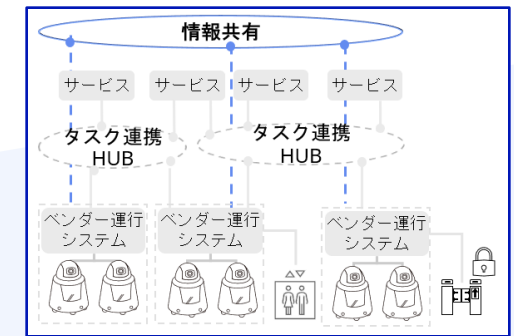 情報共有
サービス
サービス
サービス
サービス
タスク連携
HUB
タスク連携
HUB
ベンダー運行
システム
ベンダー運行
システム
ベンダー運行
システム